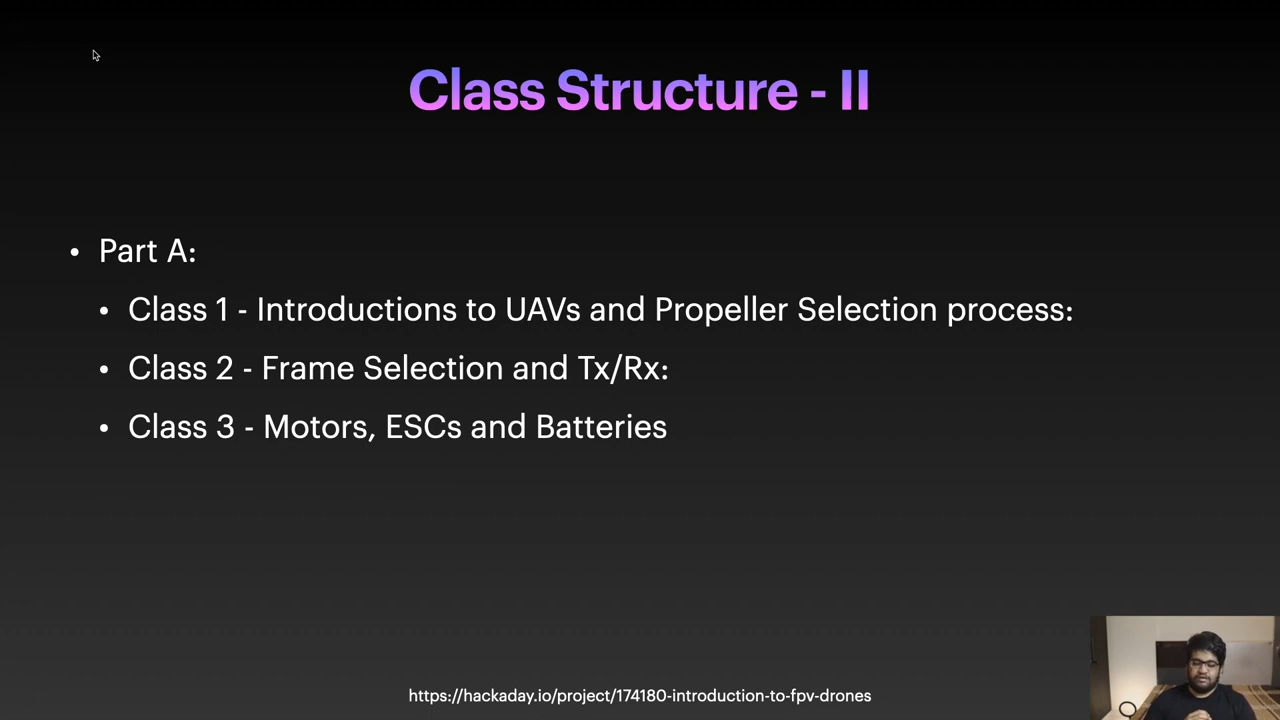 Class Structure - II
• Part A:
• Class 1 - Introductions to UAVs and Propeller Selection process:
• Class 2 - Frame Selection and Tx/Rx:
• Class 3 - Motors, ESCs and Batteries
https://hackaday.io/project/174180-introduction-to-fpv-drones